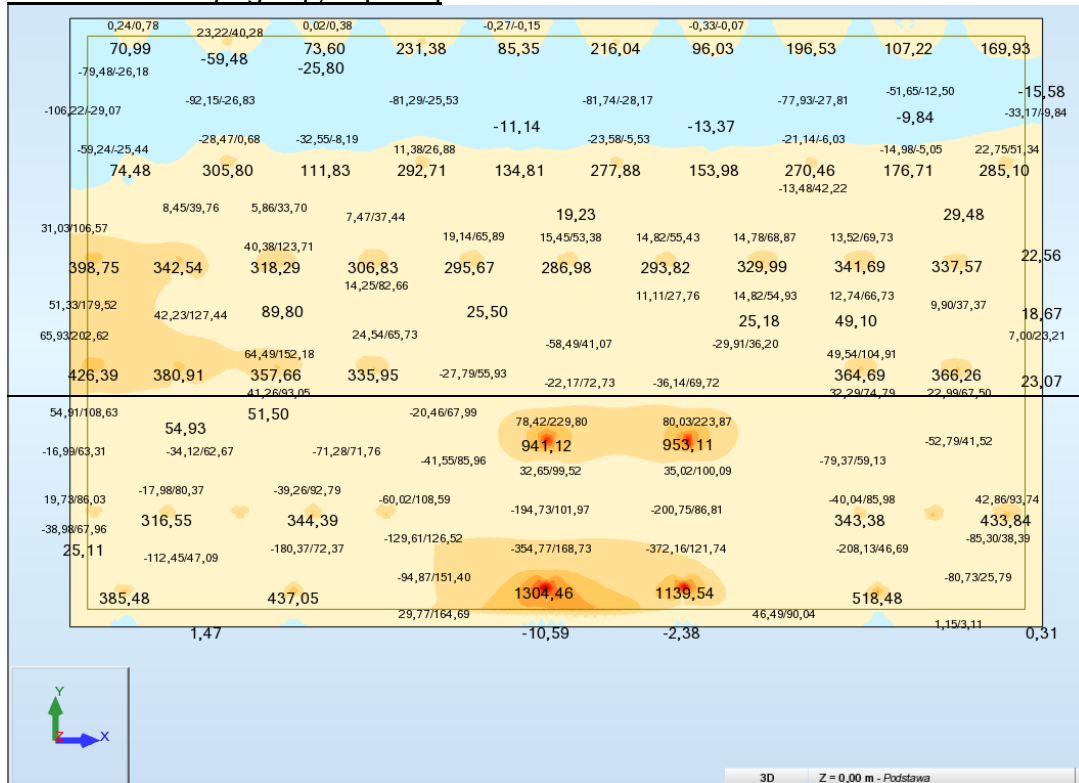 0,24/0,78 23,22/40,28 0,02/0,38 -0,27/-0,15 -0,33/-0,07
70,99 -59,48 73,60 231,38 85,35 216,04 96,03 196,53 107,22 169,93
-79,48/-26,18 -25,80
-106,22/-29,07 -92,15/-26,83 -81,29/-25,53 -81,74/-28,17 -77,93/-27,81 -51,65/-12,50 -15,58
-11,14 -13,37 -9,84 -33,17/-9,84
-59,24/-25,44 -28,47/0,68 -32,55/-8,19 11,38/26,88 -23,58/-5,53 -21,14/-6,03 -14,98/-5,05 22,75/51,34
74,48 305,80 111,83 292,71 134,81 277,88 153,98 270,46 176,71 285,10
-13,48/42,22
8,45/39,76 5,86/33,70 7,47/37,44 19,23 29,48
31,03/106,57 40,38/123,71 19,14/65,89 15,45/53,38 14,82/55,43 14,78/68,87 13,52/69,73 22,56
398,75 342,54 318,29 306,83 295,67 286,98 293,82 329,99 341,69 337,57
14,25/82,66
51,33/179,52 42,23/127,44 89,80 25,50 11,11/27,76 14,82/54,93 12,74/66,73 9,90/37,37 18,67
25,18 49,10
65,93/202,62 24,54/65,73 7,00/23,21
64,49/152,18 -58,49/41,07 -29,91/36,20 49,54/104,91
426,39 380,91 357,66 335,95 -27,79/55,93 -22,17/72,73 -36,14/69,72 364,69 366,26 23,07
41,26/93,05 32,29/74,79 22,99/67,50
54,91/108,63 54,93 51,50 -20,46/67,99 78,42/229,80 80,03/223,87
-16,99/63,31 -34,12/62,67 -71,28/71,76 -41,55/85,96 941,12 953,11 -79,37/59,13 -52,79/41,52
32,65/99,52 35,02/100,09
19,73/86,03 -17,98/80,37 -39,26/92,79 -60,02/108,59 -194,73/101,97 -200,75/86,81 -40,04/85,98 42,86/93,74
316,55 344,39 343,38 433,84
-38,98/67,96 -129,61/126,52 -85,30/38,39
25,11 -112,45/47,09 -180,37/72,37 -354,77/168,73 -372,16/121,74 -208,13/46,69
-94,87/151,40 -80,73/25,79
385,48 437,05 1304,46 1139,54 518,48
29,77/164,69 46,49/90,04 1,15/3,11
1,47 -10,59 -2,38 0,31
Y
Z X
3D Z = 0,00 m - Podstawa